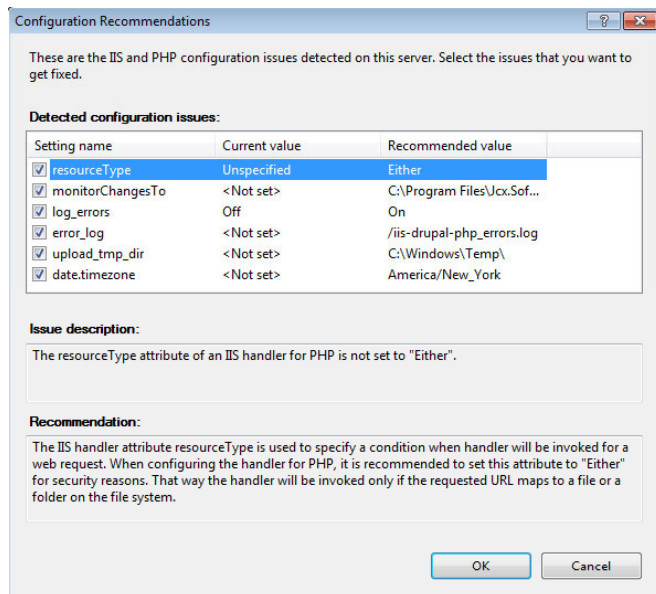 Configuration Recommendations
These are the IIS and PHP configuration issues detected on this server. Select the issues that you want to
get fixed.
Detected configuration issues:
Setting name Current value Recommended value
resourceType Unspecified Either
monitorChangesTo <Not set> C:\Program Files\Jcx.Sof...
log_errors Off On
error_log <Not set> /iis-drupal-php_errors.log
upload_tmp_dir <Not set> C:\Windows\Temp\
date.timezone <Not set> America/New_York
Issue description:
The resourceType attribute of an IIS handler for PHP is not set to "Either".
Recommendation:
The IIS handler attribute resourceType is used to specify a condition when handler will be invoked for a
web request. When configuring the handler for PHP, it is recommended to set this attribute to "Either"
for security reasons. That way the handler will be invoked only if the requested URL maps to a file or a
folder on the file system.
OK Cancel